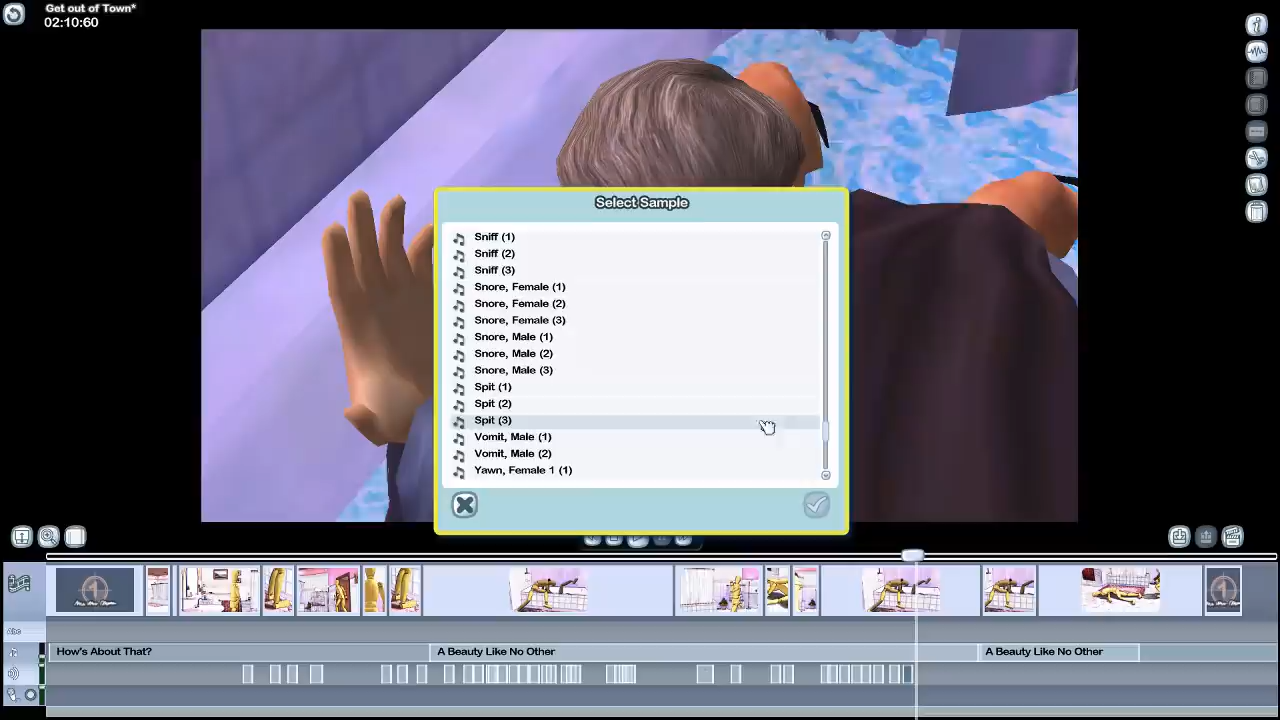 Get out of Town*
02:10:60
Select Sample
Sniff (1)
Sniff (2)
Sniff (3)
Snore, Female (1)
Snore, Female (2)
Snore, Female (3)
Snore, Male (1)
Snore, Male (2)
Snore, Male (3)
Spit (1)
Spit (2)
Spit (3)
Vomit, Male (1)
Vomit, Male (2)
Yawn, Female 1 (1)
Abc
How's About That?
A Beauty Like No Other
A Beauty Like No Other